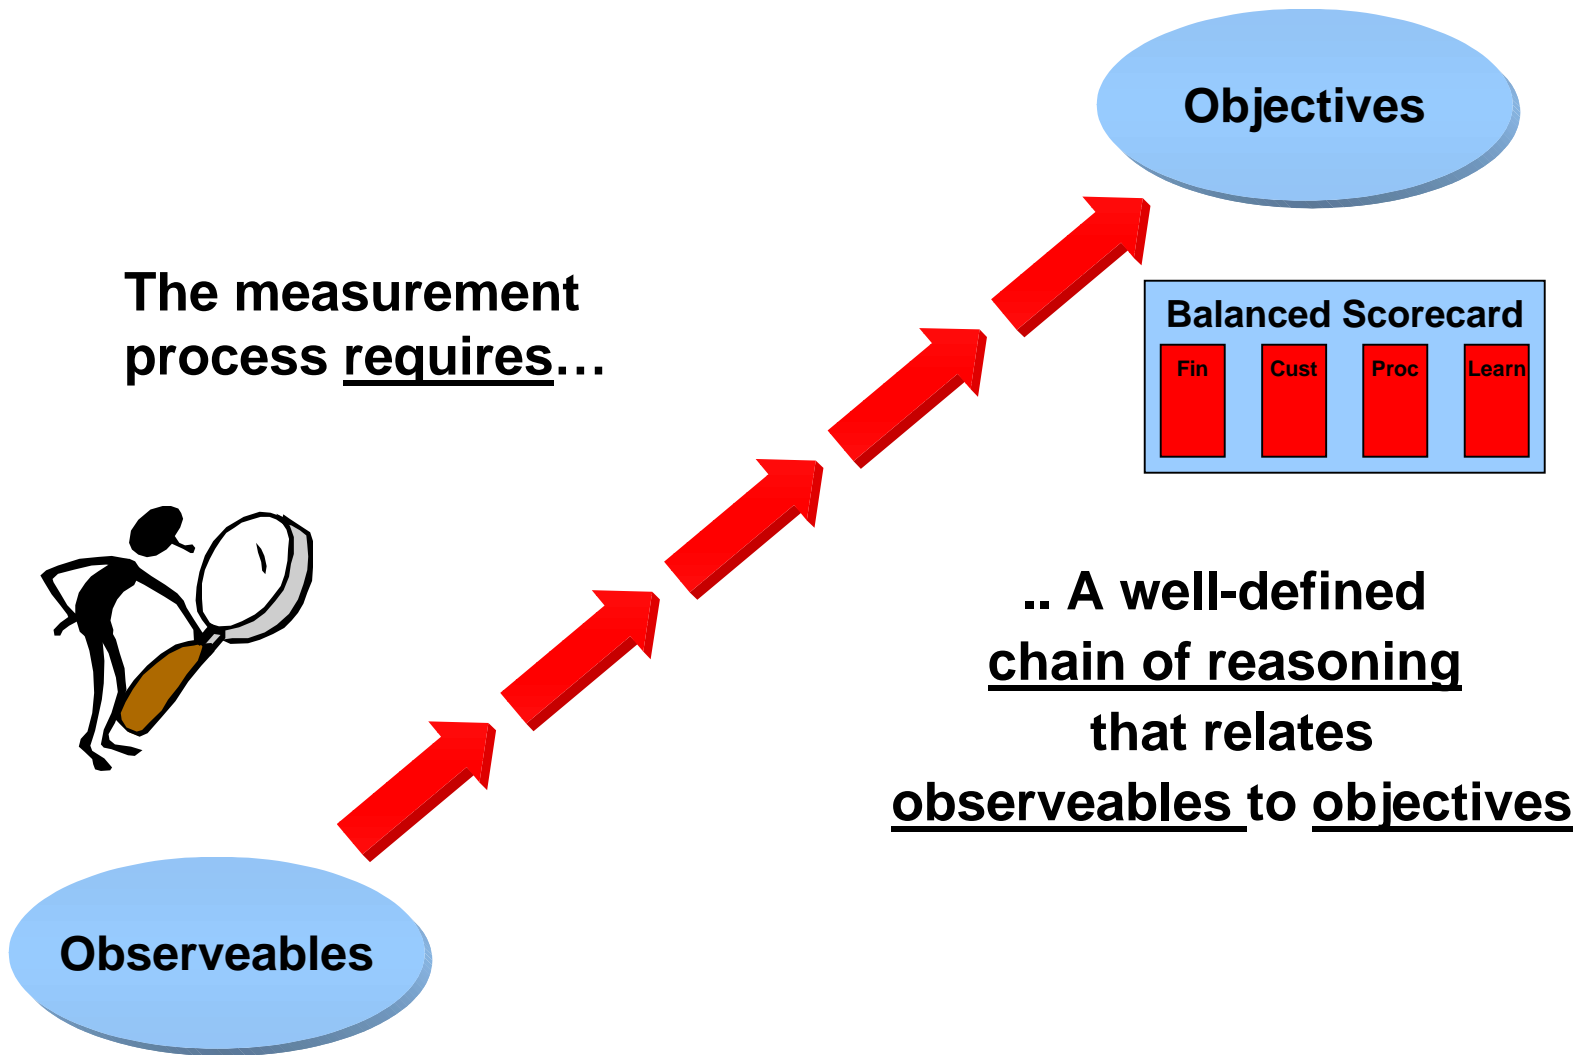 Objectives
The measurement
process requires…
Balanced Scorecard
Fin Cust Proc Learn
.. A well-defined
chain of reasoning
that relates
observeables to objectives
Observeables